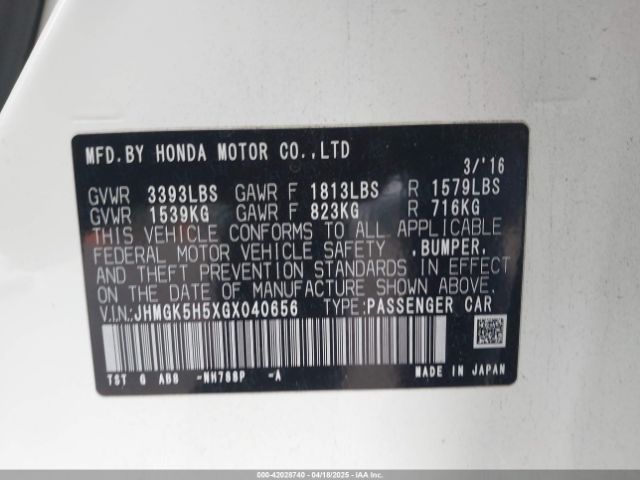 MFD.BY HONDA MOTOR CO.,LTD 3/'16
GVWR 3393LBS GAWR F 1813LBS R 1579LBS
GVWR 1539KG GAWR F 823KG R 716KG
THIS VEHICLE CONFORMS TO ALL APPLICABLE
FEDERAL MOTOR VEHICLE SAFETY ,BUMPER,
AND THEFT PREVENTION STANDARDS IN EFFECT
ON THE DATE OF MANUFACTURE SHOWN ABOVE.
V.I.N:JHMGK5H5XGX040656 TYPE:PASSENGER CAR
TST G AB0 -NH788P -A MADE IN JAPAN
000-42028740 - 04/18/2025 - IAA Inc.